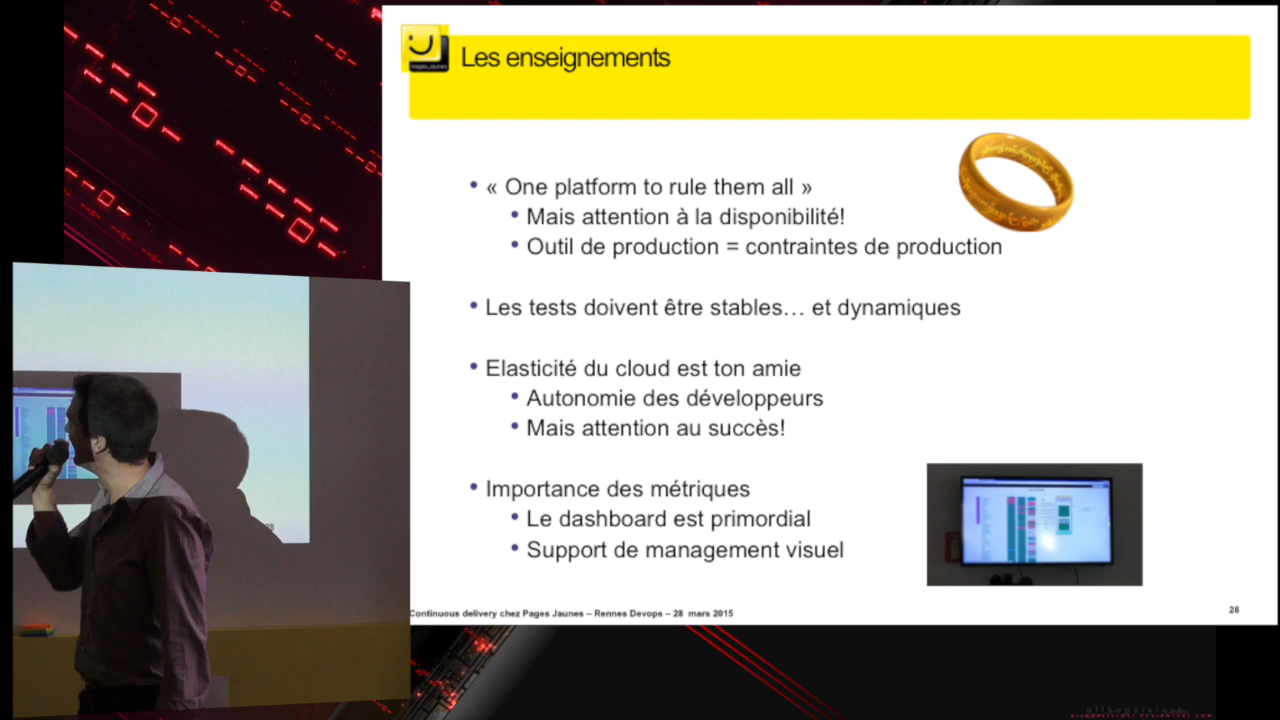 PagesJaunes
Les enseignements
• « One platform to rule them all »
• Mais attention à la disponibilité!
• Outil de production = contraintes de production
• Les tests doivent être stables… et dynamiques
• Elasticité du cloud est ton amie
• Autonomie des développeurs
• Mais attention au succès!
• Importance des métriques
• Le dashboard est primordial
• Support de management visuel
Continuous delivery chez Pages Jaunes – Rennes Devops – 28 mars 2015
28
28